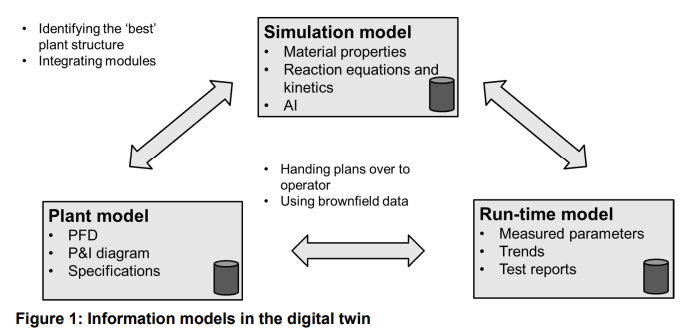 • Identifying the ‘best’
plant structure
• Integrating modules
Simulation model
• Material properties
• Reaction equations and
kinetics
• AI
• Handing plans over to
operator
• Using brownfield data
Plant model
• PFD
• P&I diagram
• Specifications
Run-time model
• Measured parameters
• Trends
• Test reports
Figure 1: Information models in the digital twin